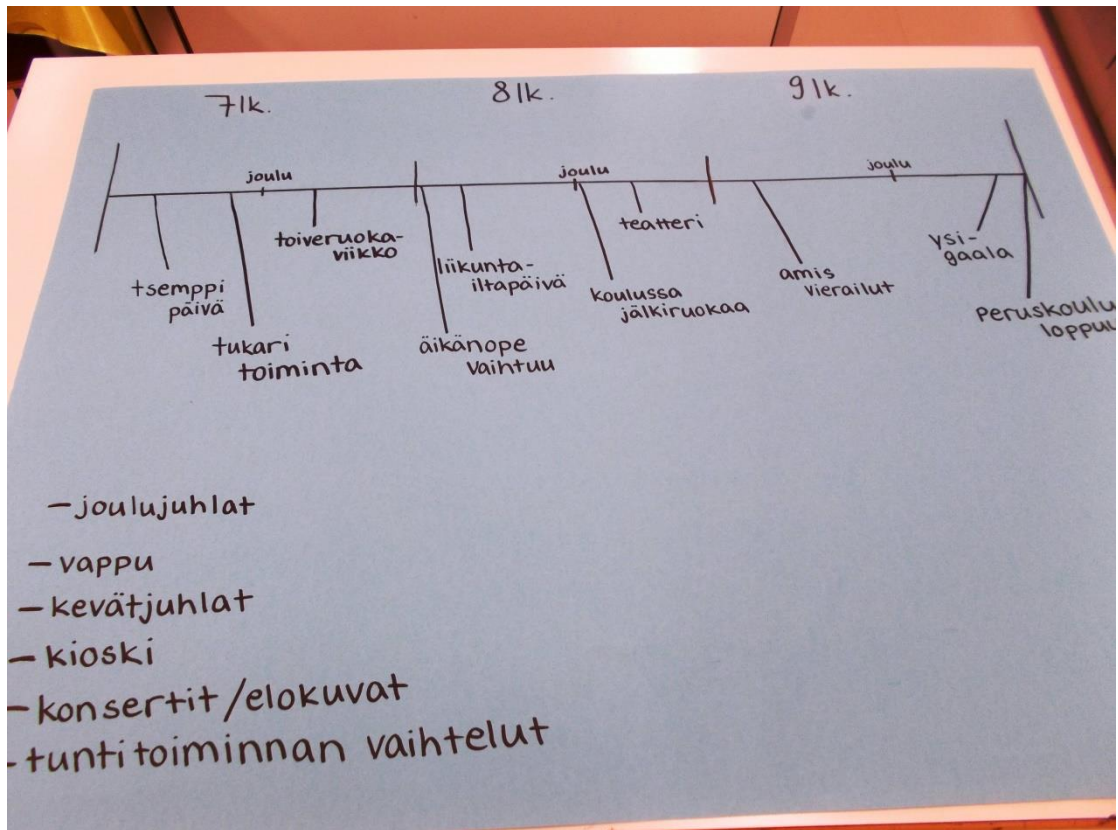 7lk.
8lk.
9lk.
joulu
joulu
joulu
tsemppi
päivä
tukari
toiminta
toiveruoka-
viikko
äikänope
vaihtuu
liikunta-
iltapäivä
koulussa
jälkiruokaa
teatteri
amis
vierailut
ysi-
gaala
Peruskoulu
loppuu
-joulujuhlat
-vappu
-kevätjuhlat
-kioski
-konsertit/elokuvat
-tuntitoiminnan vaihtelut